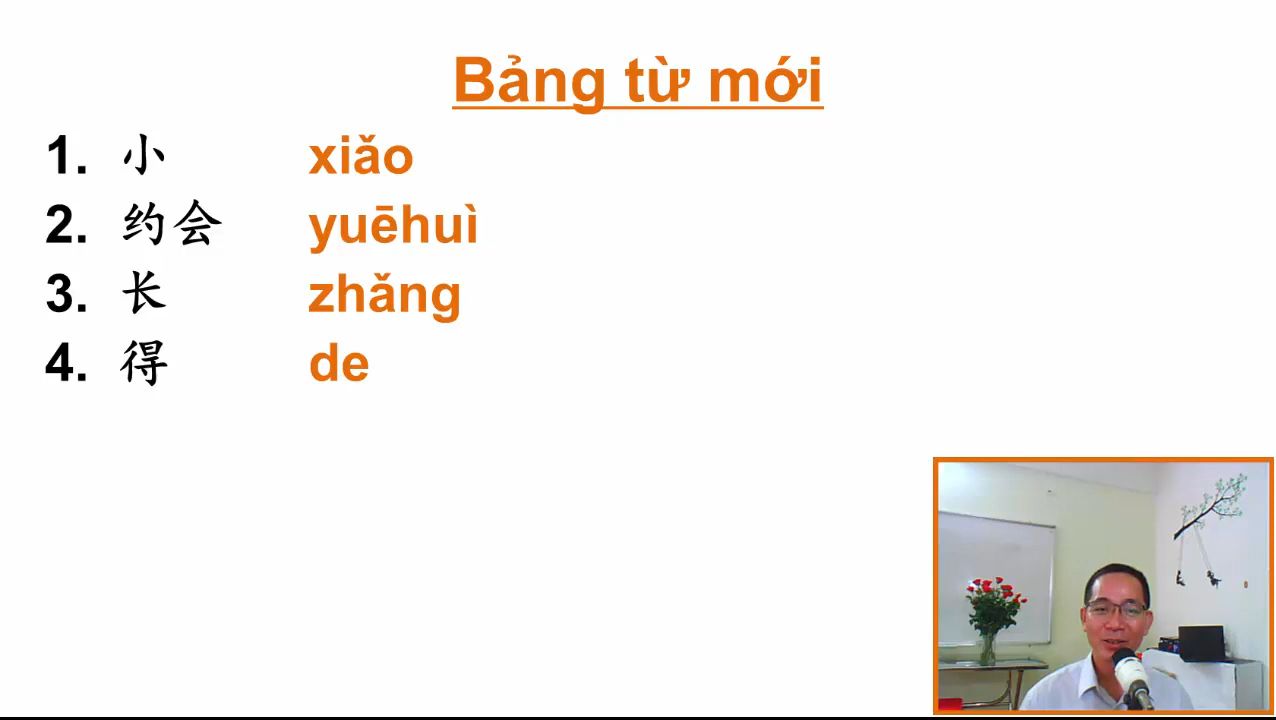 Bảng từ mới
1. 小 xiǎo
2. 约会 yuēhuì
3. 长 zhǎng
4. 得 de